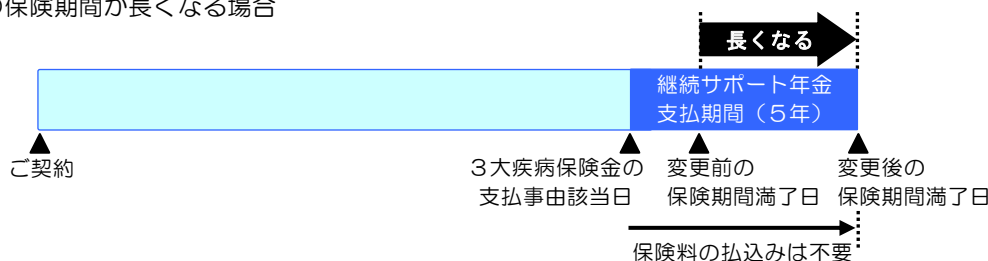 の保険期間が長くなる場合
長くなる
継続サポート年金
支払期間（５年）
ご契約
３大疾病保険金の
支払事由該当日
変更前の
保険期間満了日
変更後の
保険期間満了日
保険料の払込みは不要